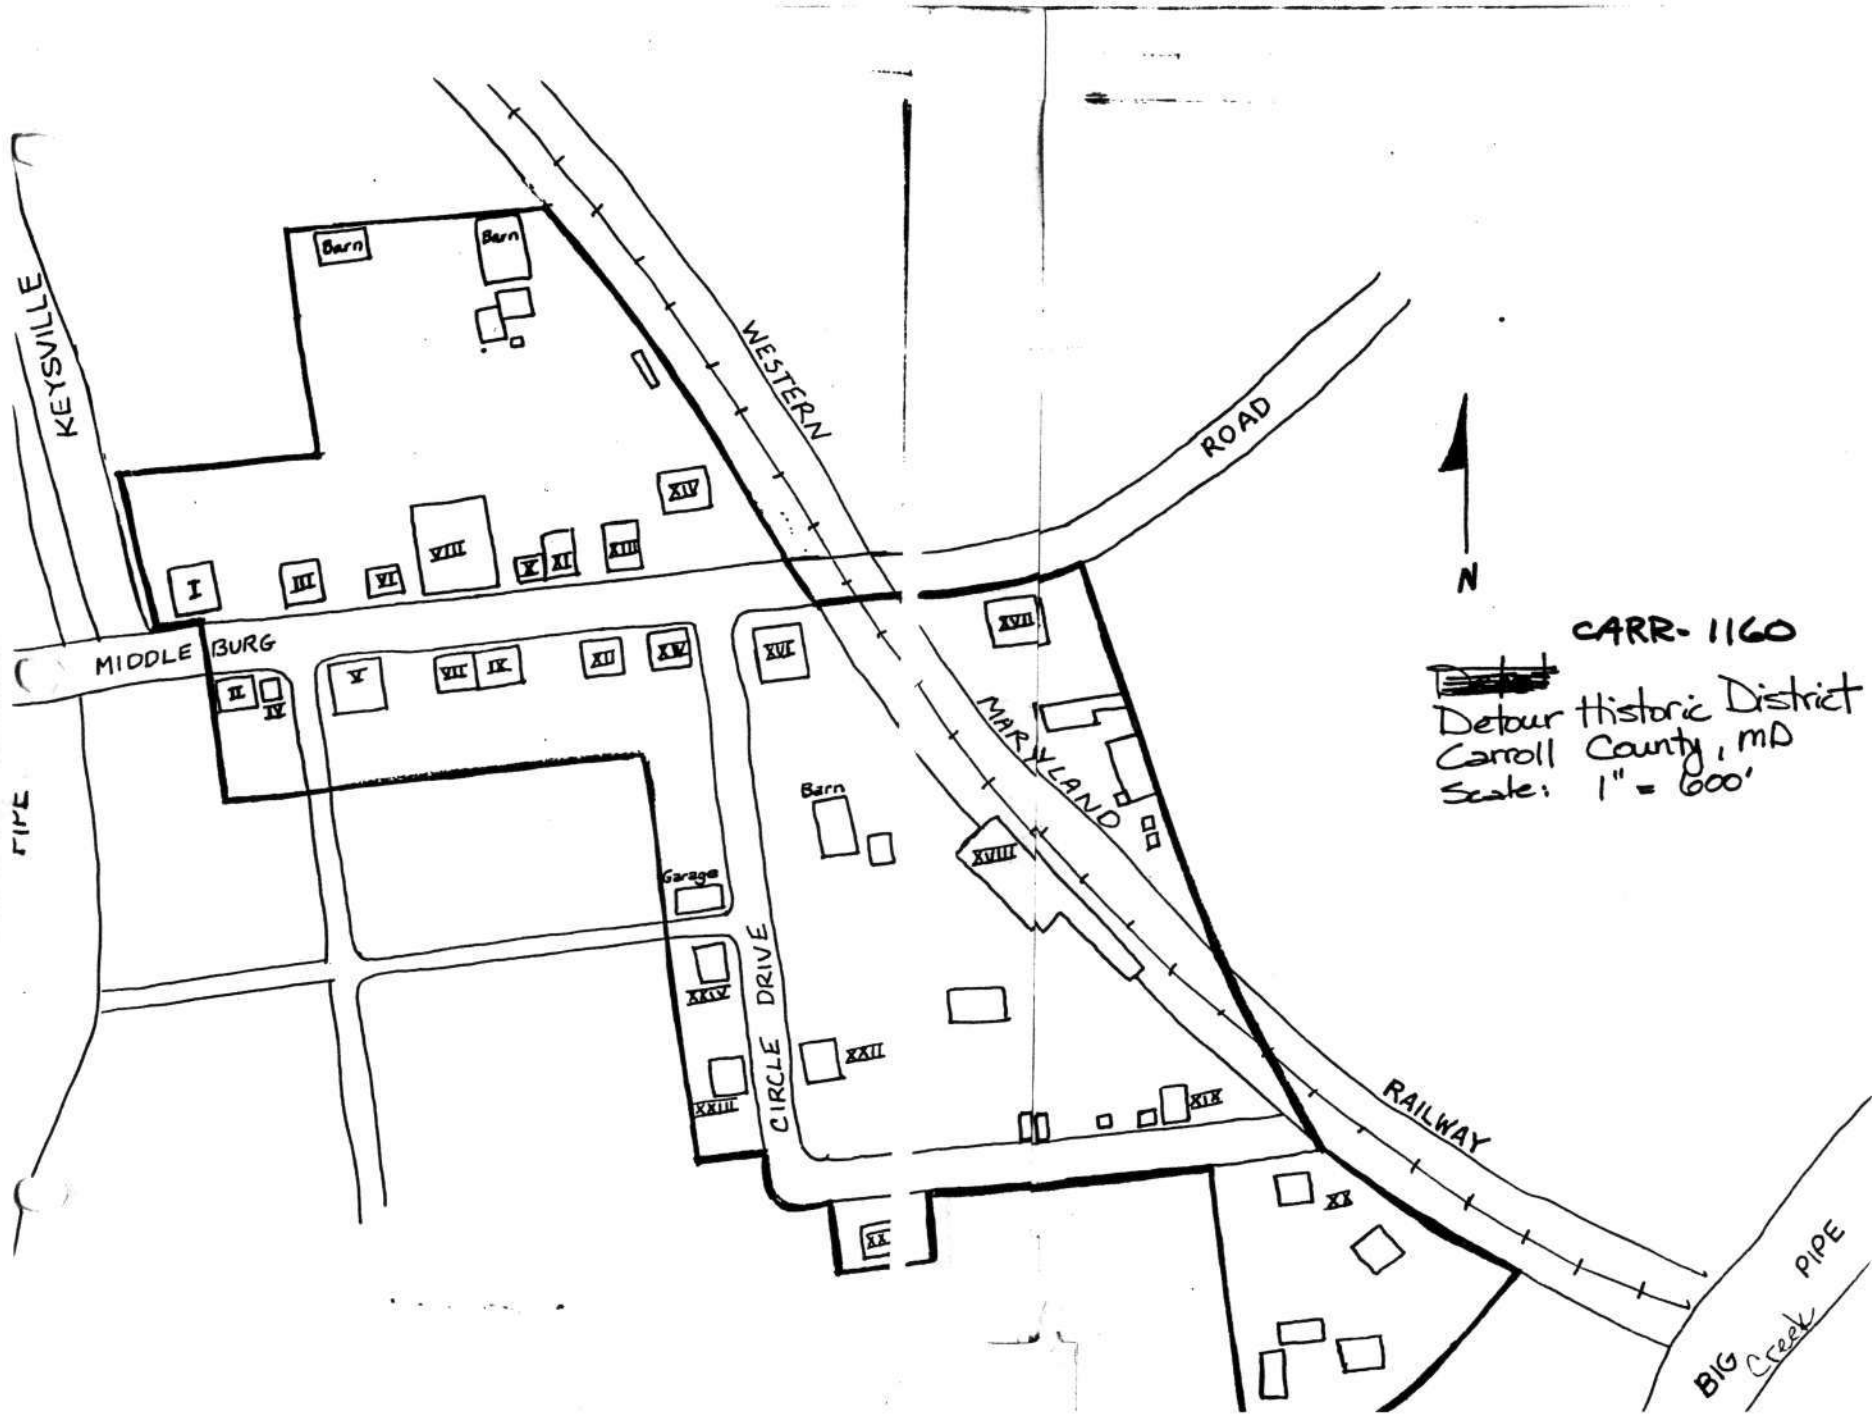 Barn
Barn
KEYSVILLE
WESTERN
ROAD
XIV
VIII
X
XI
XIII
I
III
VI
N
XVII
CARR-1160
MIDDLE BURG
V
VII
IX
XII
XV
XVI
II
IV
Detour Historic District
Carroll County, MD
Scale: 1" = 600'
MARYLAND
PIPE
Barn
XVIII
Garage
XXIV
CIRCLE DRIVE
XXII
XXIII
XIX
RAILWAY
XX
XX
BIG PIPE
Creek